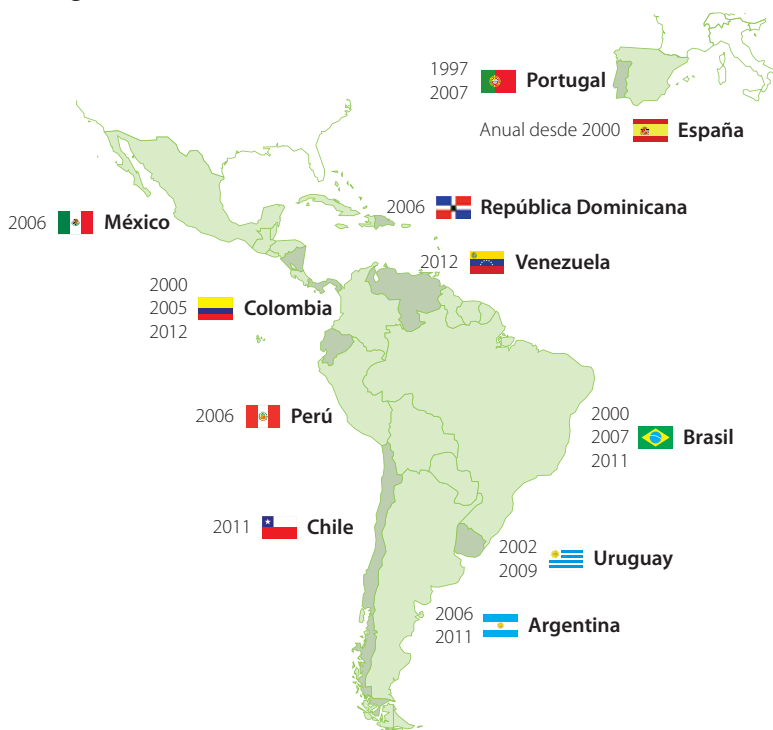 1997
2007
Portugal
Anual desde 2000
España
2006
República Dominicana
2006
México
2012
Venezuela
2000
2005
2012
Colombia
2006
Perú
2000
2007
2011
Brasil
2011
Chile
2002
2009
Uruguay
2006
2011
Argentina